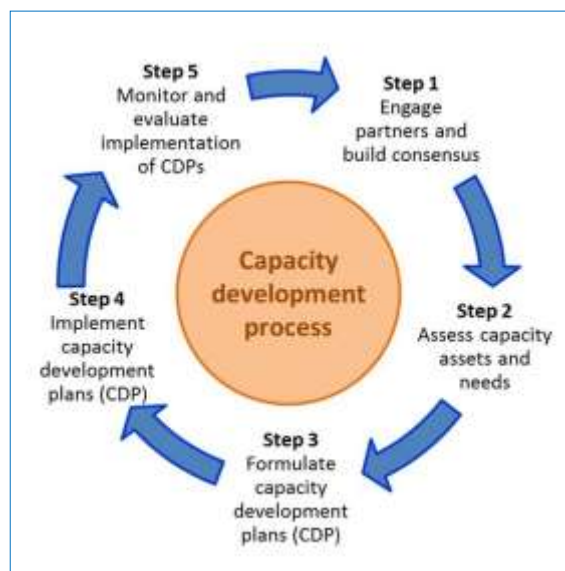 Step 5
Monitor and
evaluate
implementation
of CDPs
Step 1
Engage
partners and
build consensus
Capacity
development
process
Step 4
Implement
capacity
development
plans (CDP)
Step 2
Assess capacity
assets and
needs
Step 3
Formulate
capacity
development
plans (CDP)